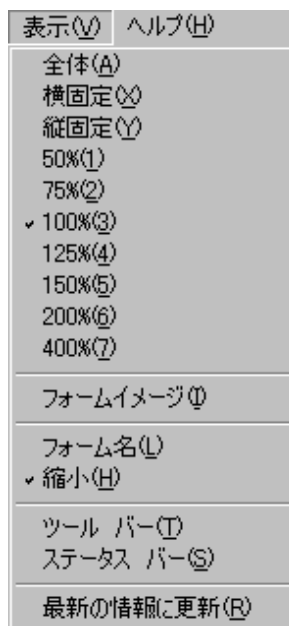 表示(V) ヘルプ(H)
全体(A)
横固定(X)
縦固定(Y)
50%(1)
75%(2)
100%(3)
125%(4)
150%(5)
200%(6)
400%(7)
フォームイメージ(I)
フォーム名(L)
縮小(H)
ツール バー(T)
ステータス バー(S)
最新の情報に更新(R)